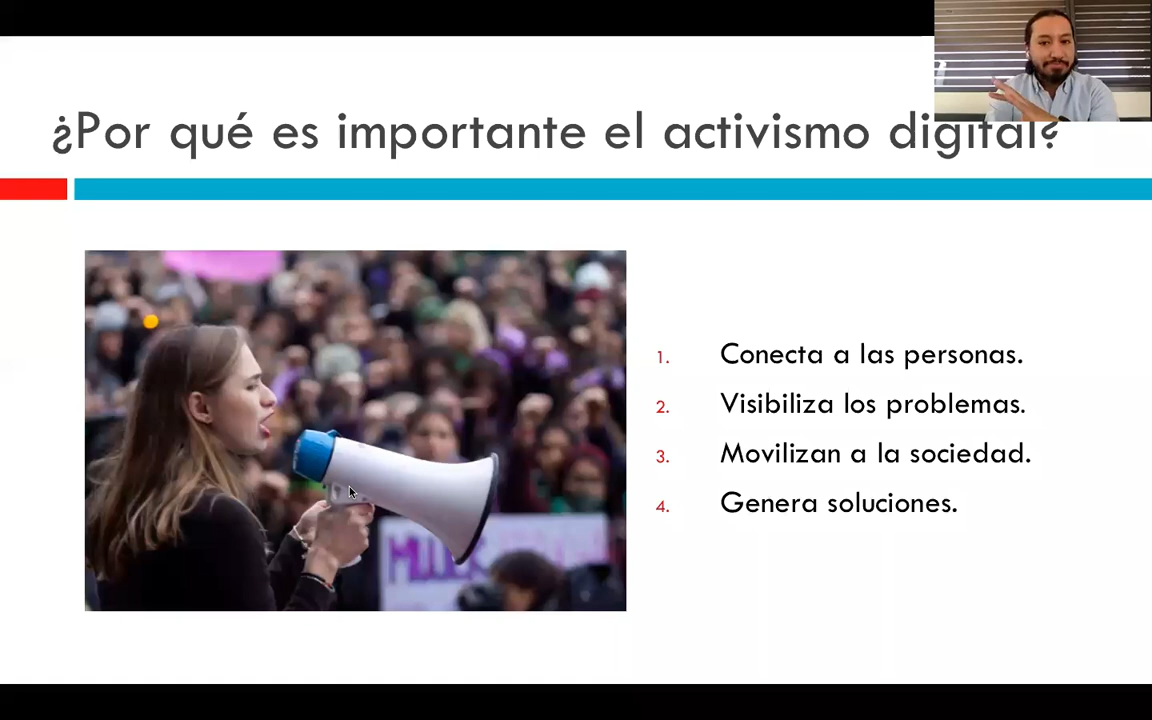 ¿Por qué es importante el activismo digital?
1. Conecta a las personas.
2. Visibiliza los problemas.
3. Movilizan a la sociedad.
4. Genera soluciones.